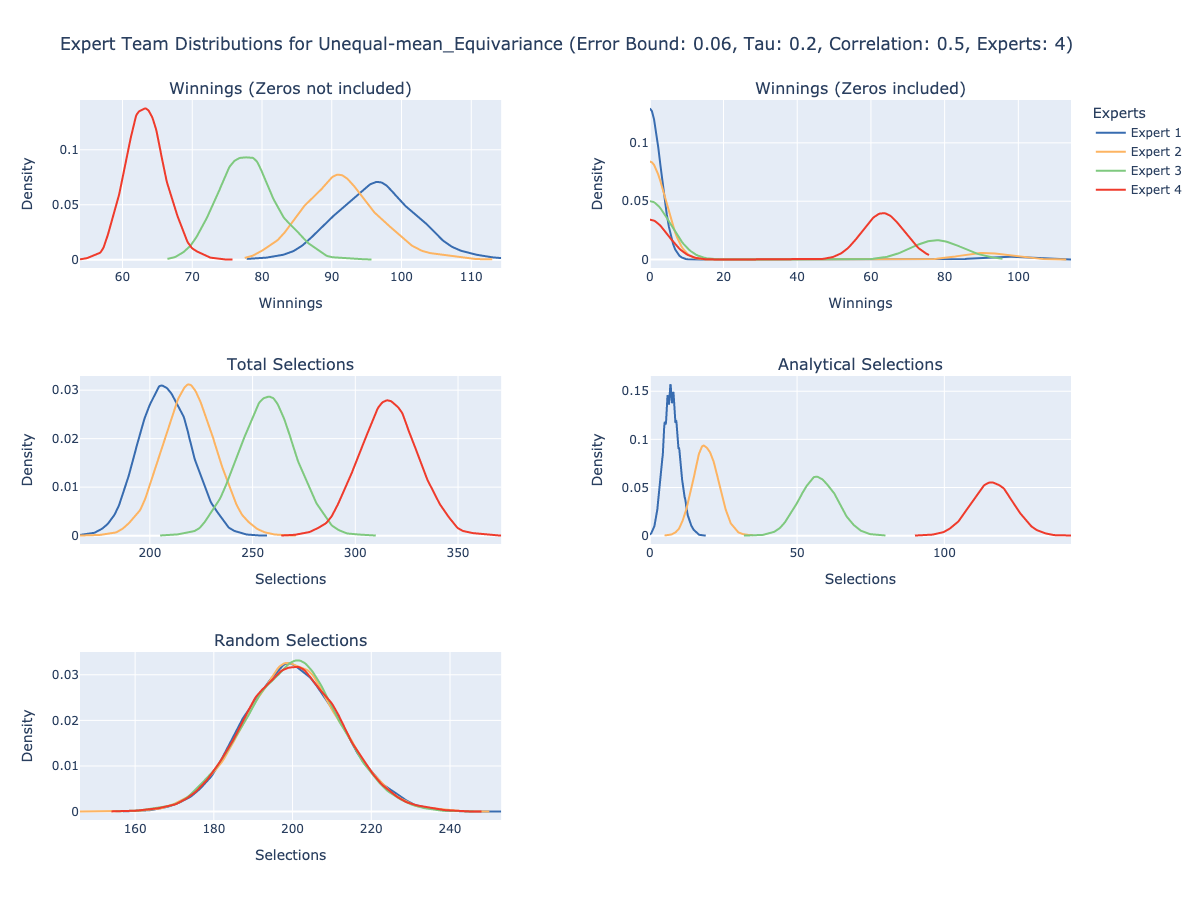 Expert Team Distributions for Unequal-mean_Equivariance (Error Bound: 0.06, Tau: 0.2, Correlation: 0.5, Experts: 4)
Winnings (Zeros not included)
Density
0.1
0.05
0
60 70 80 90 100 110
Winnings
Winnings (Zeros included)
Density
0.1
0.05
0
0 20 40 60 80 100
Winnings
Experts
Expert 1
Expert 2
Expert 3
Expert 4
Total Selections
Density
0.03
0.02
0.01
0
200 250 300 350
Selections
Analytical Selections
Density
0.15
0.1
0.05
0
0 50 100
Selections
Random Selections
Density
0.03
0.02
0.01
0
160 180 200 220 240
Selections